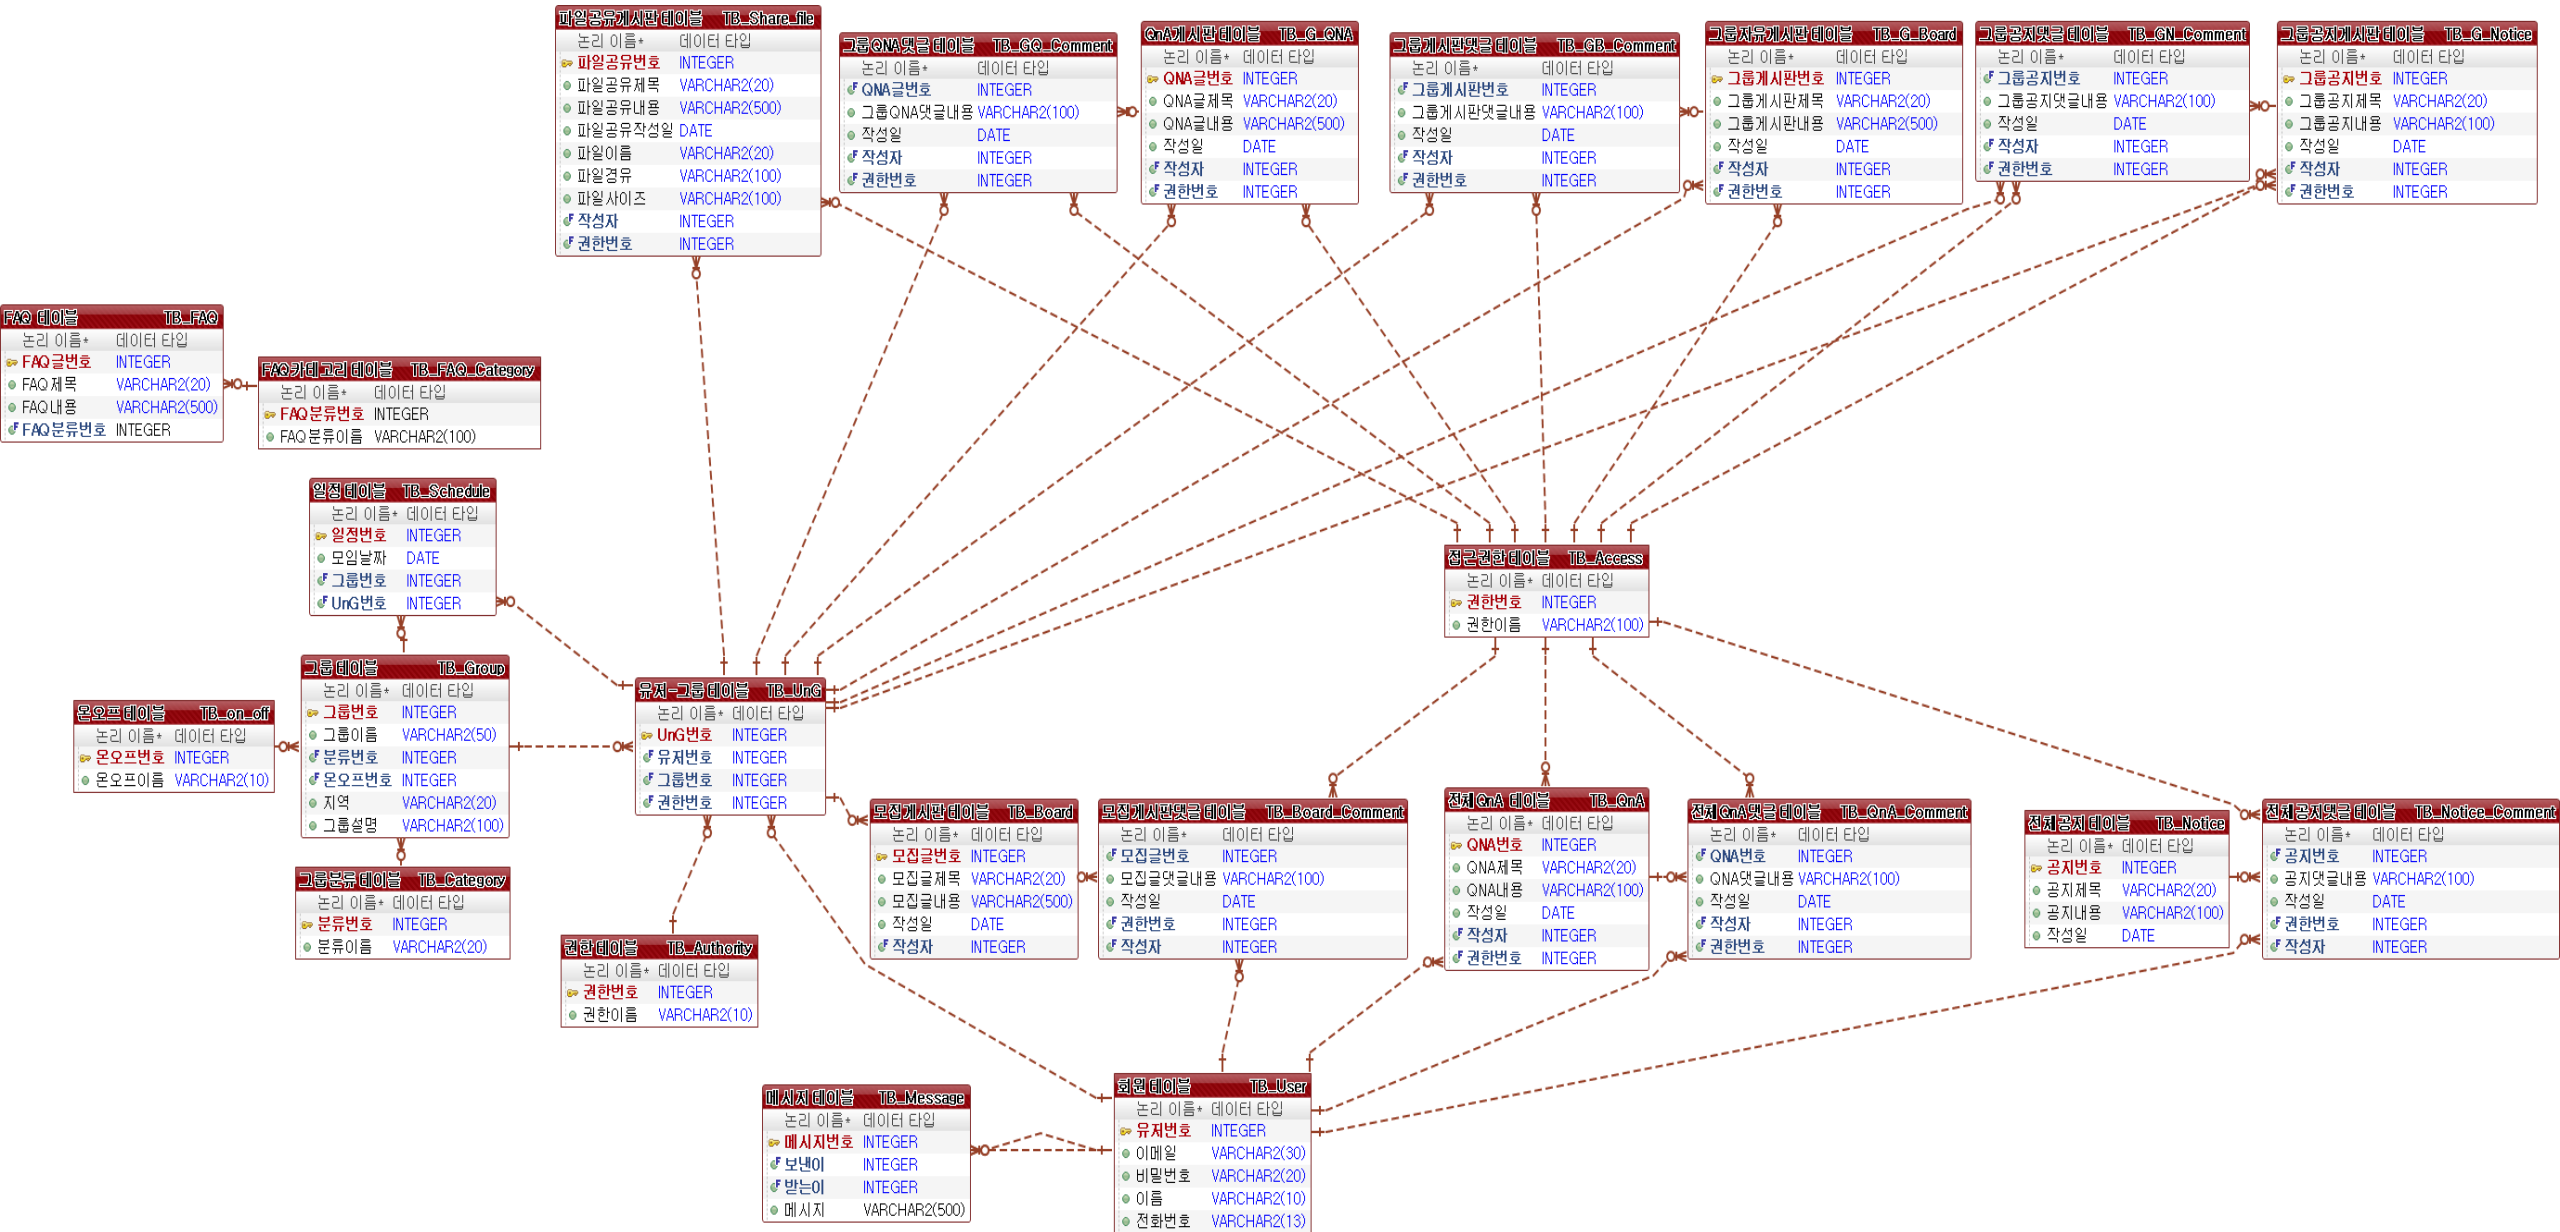 파일공유게시판 테이블 TB_Share_file
논리 이름* 데이터 타입
파일공유번호 INTEGER
파일공유제목 VARCHAR2(20)
파일공유내용 VARCHAR2(500)
파일공유작성일 DATE
파일이름 VARCHAR2(20)
파일경유 VARCHAR2(100)
파일사이즈 VARCHAR2(100)
작성자 INTEGER
권한번호 INTEGER
그룹QNA댓글 테이블 TB_GQ_Comment
논리 이름* 데이터 타입
QNA글번호 INTEGER
그룹QNA댓글내용 VARCHAR2(100)
작성일 DATE
작성자 INTEGER
권한번호 INTEGER
QnA게시판 테이블 TB_G_QNA
논리 이름* 데이터 타입
QNA글번호 INTEGER
QNA글제목 VARCHAR2(20)
QNA글내용 VARCHAR2(500)
작성일 DATE
작성자 INTEGER
권한번호 INTEGER
그룹게시판댓글 테이블 TB_GB_Comment
논리 이름* 데이터 타입
그룹게시판번호 INTEGER
그룹게시판댓글내용 VARCHAR2(100)
작성일 DATE
작성자 INTEGER
권한번호 INTEGER
그룹자유게시판 테이블 TB_G_Board
논리 이름* 데이터 타입
그룹게시판번호 INTEGER
그룹게시판제목 VARCHAR2(20)
그룹게시판내용 VARCHAR2(500)
작성일 DATE
작성자 INTEGER
권한번호 INTEGER
그룹공지댓글 테이블 TB_GN_Comment
논리 이름* 데이터 타입
그룹공지번호 INTEGER
그룹공지댓글내용 VARCHAR2(100)
작성일 DATE
작성자 INTEGER
권한번호 INTEGER
그룹공지게시판 테이블 TB_G_Notice
논리 이름* 데이터 타입
그룹공지번호 INTEGER
그룹공지제목 VARCHAR2(20)
그룹공지내용 VARCHAR2(100)
작성일 DATE
작성자 INTEGER
권한번호 INTEGER
FAQ 테이블 TB_FAQ
논리 이름* 데이터 타입
FAQ글번호 INTEGER
FAQ제목 VARCHAR2(20)
FAQ내용 VARCHAR2(500)
FAQ분류번호 INTEGER
FAQ카테고리 테이블 TB_FAQ_Category
논리 이름* 데이터 타입
FAQ분류번호 INTEGER
FAQ분류이름 VARCHAR2(100)
일정 테이블 TB_Schedule
논리 이름* 데이터 타입
일정번호 INTEGER
모임날짜 DATE
그룹번호 INTEGER
UnG번호 INTEGER
접근권한 테이블 TB_Access
논리 이름* 데이터 타입
권한번호 INTEGER
권한이름 VARCHAR2(100)
그룹 테이블 TB_Group
논리 이름* 데이터 타입
그룹번호 INTEGER
그룹이름 VARCHAR2(50)
분류번호 INTEGER
온오프번호 INTEGER
지역 VARCHAR2(20)
그룹설명 VARCHAR2(100)
온오프 테이블 TB_on_off
논리 이름* 데이터 타입
온오프번호 INTEGER
온오프이름 VARCHAR2(10)
유저-그룹 테이블 TB_UnG
논리 이름* 데이터 타입
UnG번호 INTEGER
유저번호 INTEGER
그룹번호 INTEGER
권한번호 INTEGER
그룹분류 테이블 TB_Category
논리 이름* 데이터 타입
분류번호 INTEGER
분류이름 VARCHAR2(20)
권한 테이블 TB_Authority
논리 이름* 데이터 타입
권한번호 INTEGER
권한이름 VARCHAR2(10)
모집게시판 테이블 TB_Board
논리 이름* 데이터 타입
모집글번호 INTEGER
모집글제목 VARCHAR2(20)
모집글내용 VARCHAR2(500)
작성일 DATE
작성자 INTEGER
모집게시판댓글 테이블 TB_Board_Comment
논리 이름* 데이터 타입
모집글번호 INTEGER
모집글댓글내용 VARCHAR2(100)
작성일 DATE
권한번호 INTEGER
작성자 INTEGER
전체QnA 테이블 TB_QnA
논리 이름* 데이터 타입
QNA번호 INTEGER
QNA제목 VARCHAR2(20)
QNA내용 VARCHAR2(100)
작성일 DATE
작성자 INTEGER
권한번호 INTEGER
전체QnA댓글 테이블 TB_QnA_Comment
논리 이름* 데이터 타입
QNA번호 INTEGER
QNA댓글내용 VARCHAR2(100)
작성일 DATE
작성자 INTEGER
권한번호 INTEGER
전체공지 테이블 TB_Notice
논리 이름* 데이터 타입
공지번호 INTEGER
공지제목 VARCHAR2(20)
공지내용 VARCHAR2(100)
작성일 DATE
전체공지댓글 테이블 TB_Notice_Comment
논리 이름* 데이터 타입
공지번호 INTEGER
공지댓글내용 VARCHAR2(100)
작성일 DATE
권한번호 INTEGER
작성자 INTEGER
메시지 테이블 TB_Message
논리 이름* 데이터 타입
메시지번호 INTEGER
보낸이 INTEGER
받는이 INTEGER
메시지 VARCHAR2(500)
회원 테이블 TB_User
논리 이름* 데이터 타입
유저번호 INTEGER
이메일 VARCHAR2(30)
비밀번호 VARCHAR2(20)
이름 VARCHAR2(10)
전화번호 VARCHAR2(13)